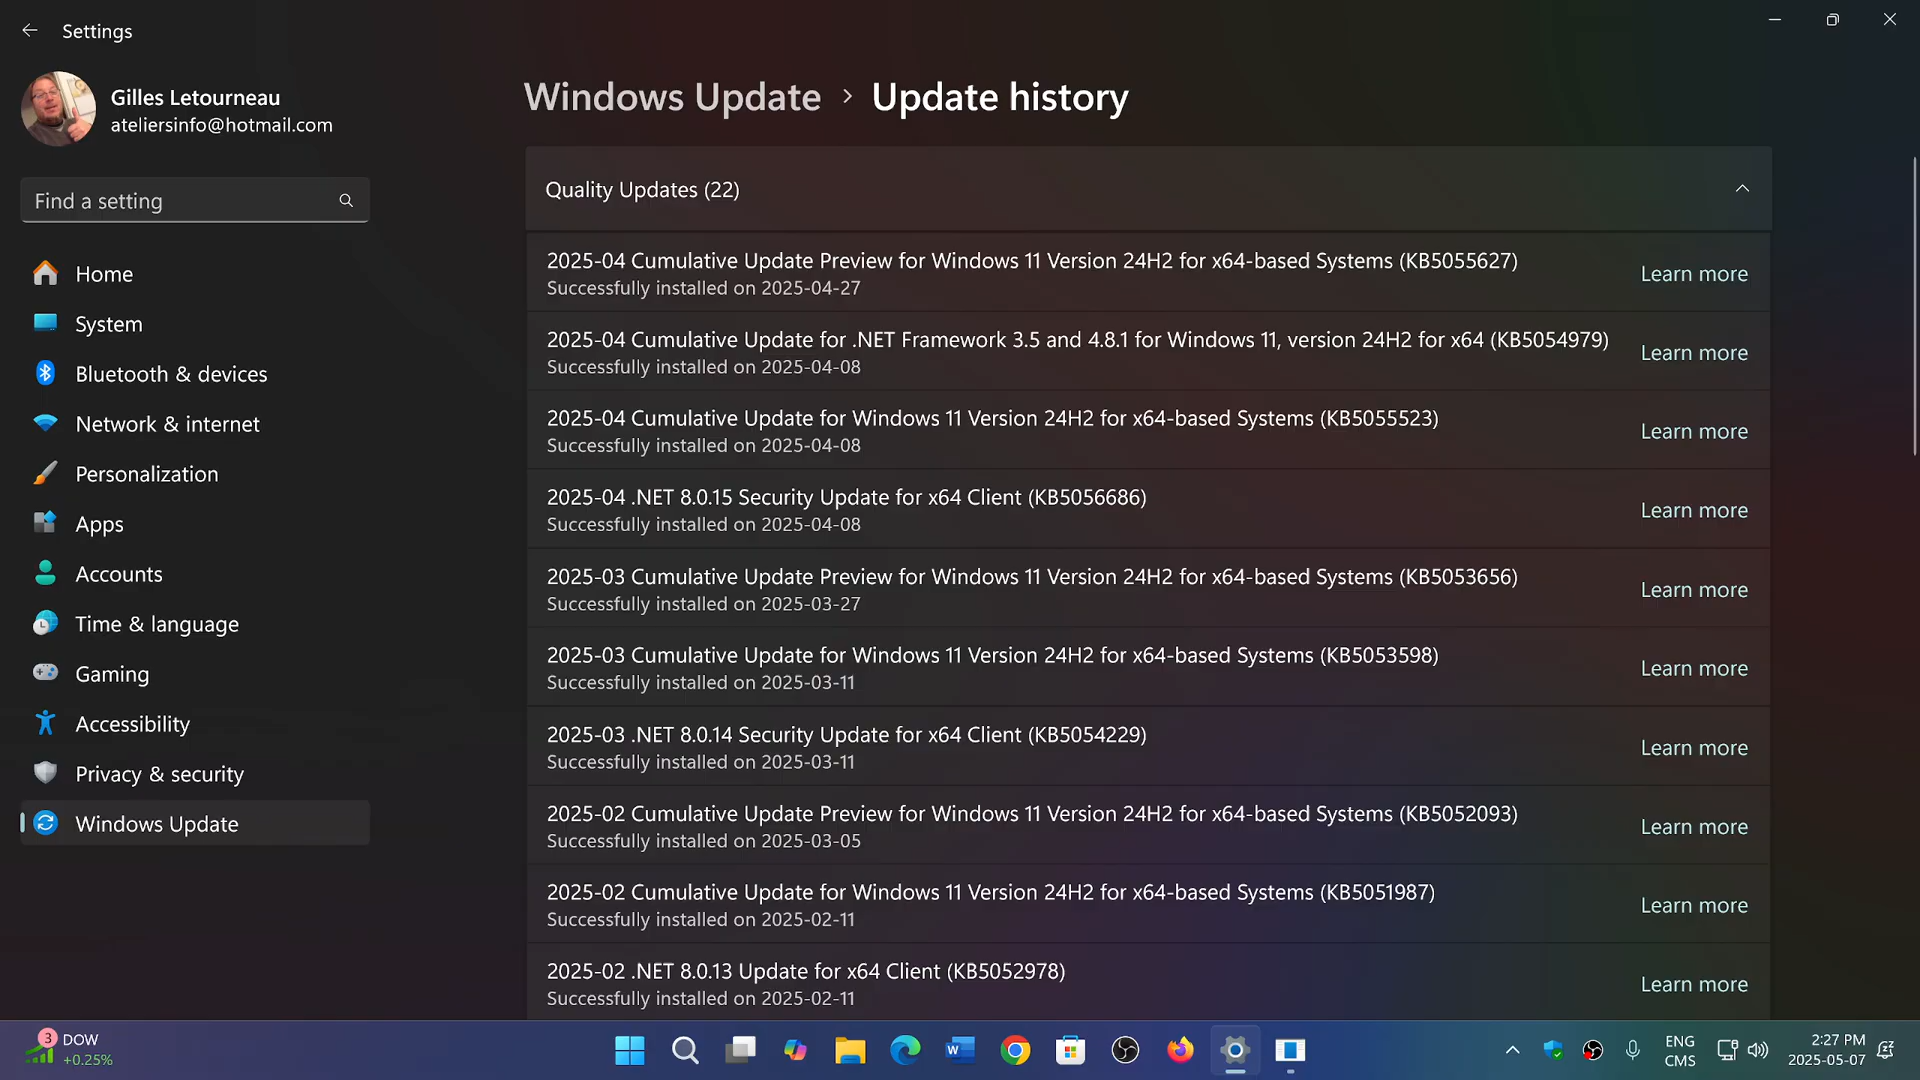 Settings
Gilles Letourneau
ateliersinfo@hotmail.com
Find a setting
Home
System
Bluetooth & devices
Network & internet
Personalization
Apps
Accounts
Time & language
Gaming
Accessibility
Privacy & security
Windows Update
Windows Update > Update history
Quality Updates (22)
2025-04 Cumulative Update Preview for Windows 11 Version 24H2 for x64-based Systems (KB5055627)
Successfully installed on 2025-04-27
Learn more
2025-04 Cumulative Update for .NET Framework 3.5 and 4.8.1 for Windows 11, version 24H2 for x64 (KB5054979)
Successfully installed on 2025-04-08
Learn more
2025-04 Cumulative Update for Windows 11 Version 24H2 for x64-based Systems (KB5055523)
Successfully installed on 2025-04-08
Learn more
2025-04 .NET 8.0.15 Security Update for x64 Client (KB5056686)
Successfully installed on 2025-04-08
Learn more
2025-03 Cumulative Update Preview for Windows 11 Version 24H2 for x64-based Systems (KB5053656)
Successfully installed on 2025-03-27
Learn more
2025-03 Cumulative Update for Windows 11 Version 24H2 for x64-based Systems (KB5053598)
Successfully installed on 2025-03-11
Learn more
2025-03 .NET 8.0.14 Security Update for x64 Client (KB5054229)
Successfully installed on 2025-03-11
Learn more
2025-02 Cumulative Update Preview for Windows 11 Version 24H2 for x64-based Systems (KB5052093)
Successfully installed on 2025-03-05
Learn more
2025-02 Cumulative Update for Windows 11 Version 24H2 for x64-based Systems (KB5051987)
Successfully installed on 2025-02-11
Learn more
2025-02 .NET 8.0.13 Update for x64 Client (KB5052978)
Successfully installed on 2025-02-11
Learn more
3
DOW
+0.25%
W
ENG
CMS
2:27 PM
2025-05-07